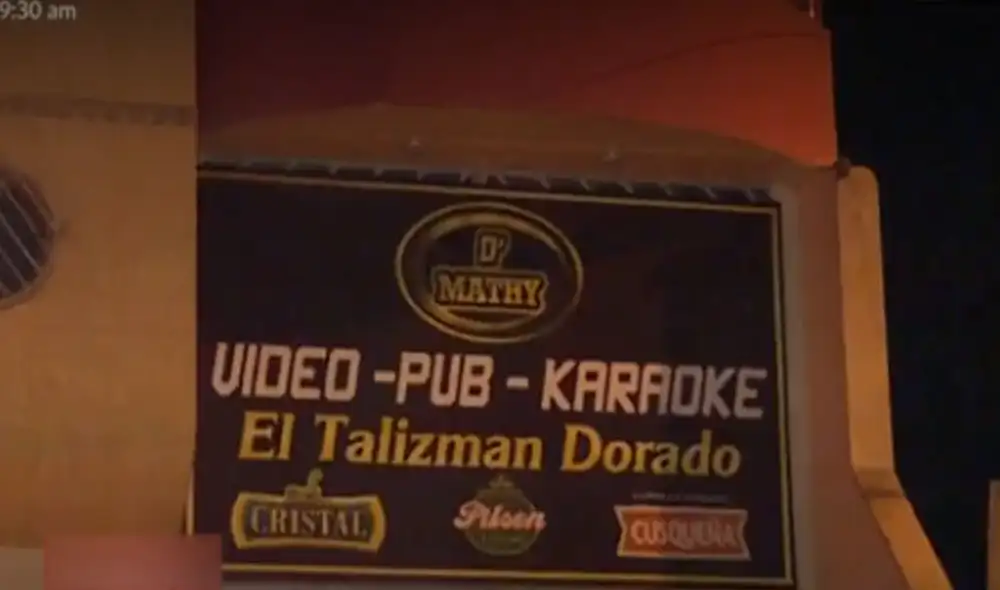 9:30 am
D'
MATHY
VIDEO - PUB - KARAOKE
El Talizman Dorado
CRISTAL
Pilsen
CUSQUEÑA